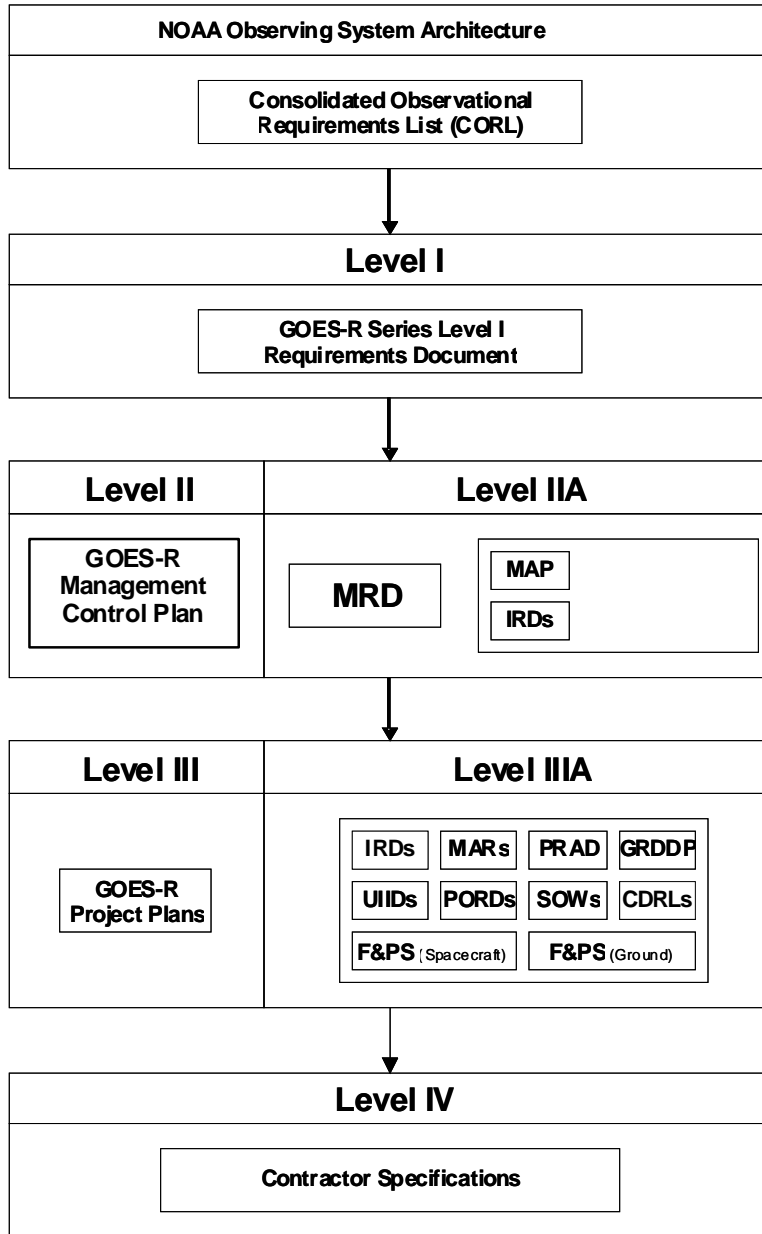 NOAA Observing System Architecture
Consolidated Observational
Requirements List (CORL)
Level I
GOES-R Series Level I
Requirements Document
Level II
Level IIA
GOES-R
Management
Control Plan
MRD
MAP
IRDs
Level III
Level IIIA
GOES-R
Project Plans
IRDs
MARs
PRAD
GRDDP
UIIDs
PORDs
SOWs
CDRLs
F&PS (Spacecraft)
F&PS (Ground)
Level IV
Contractor Specifications